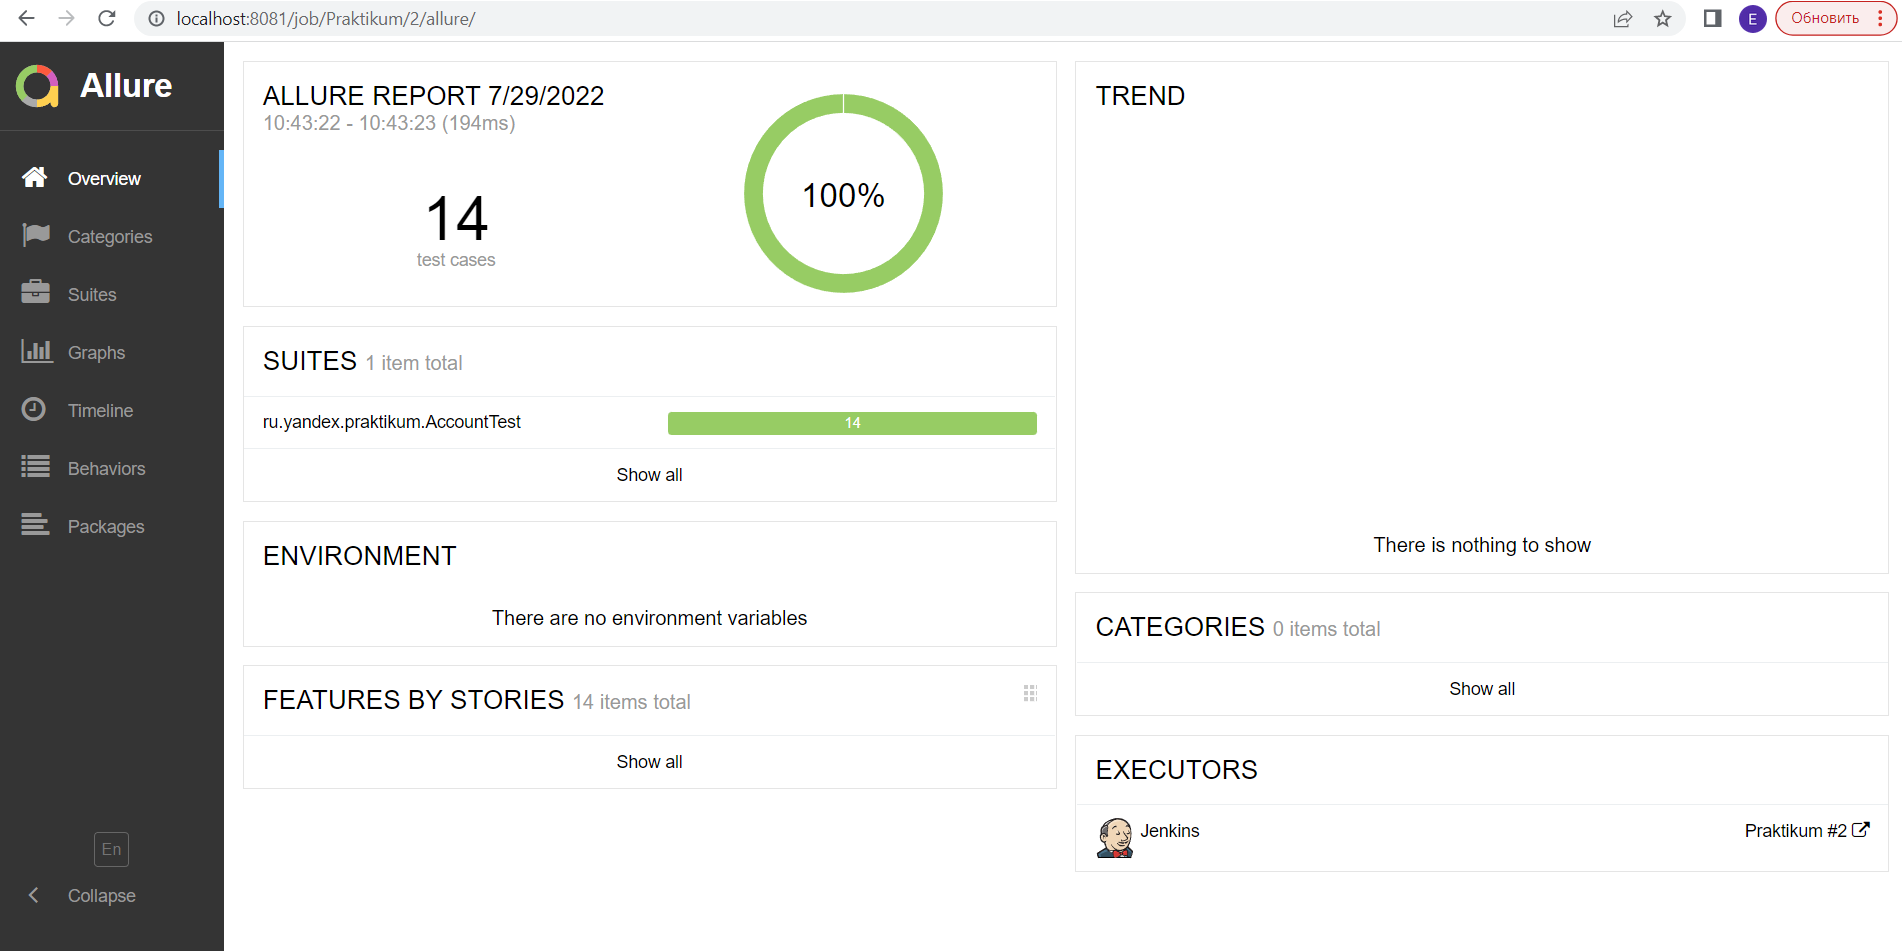 localhost:8081/job/Praktikum/2/allure/
E
Обновить
Allure
Overview
Categories
Suites
Graphs
Timeline
Behaviors
Packages
En
Collapse
ALLURE REPORT 7/29/2022
10:43:22 - 10:43:23 (194ms)
14
test cases
100%
SUITES 1 item total
ru.yandex.praktikum.AccountTest 14
Show all
ENVIRONMENT
There are no environment variables
FEATURES BY STORIES 14 items total
Show all
TREND
There is nothing to show
CATEGORIES 0 items total
Show all
EXECUTORS
Jenkins Praktikum #2